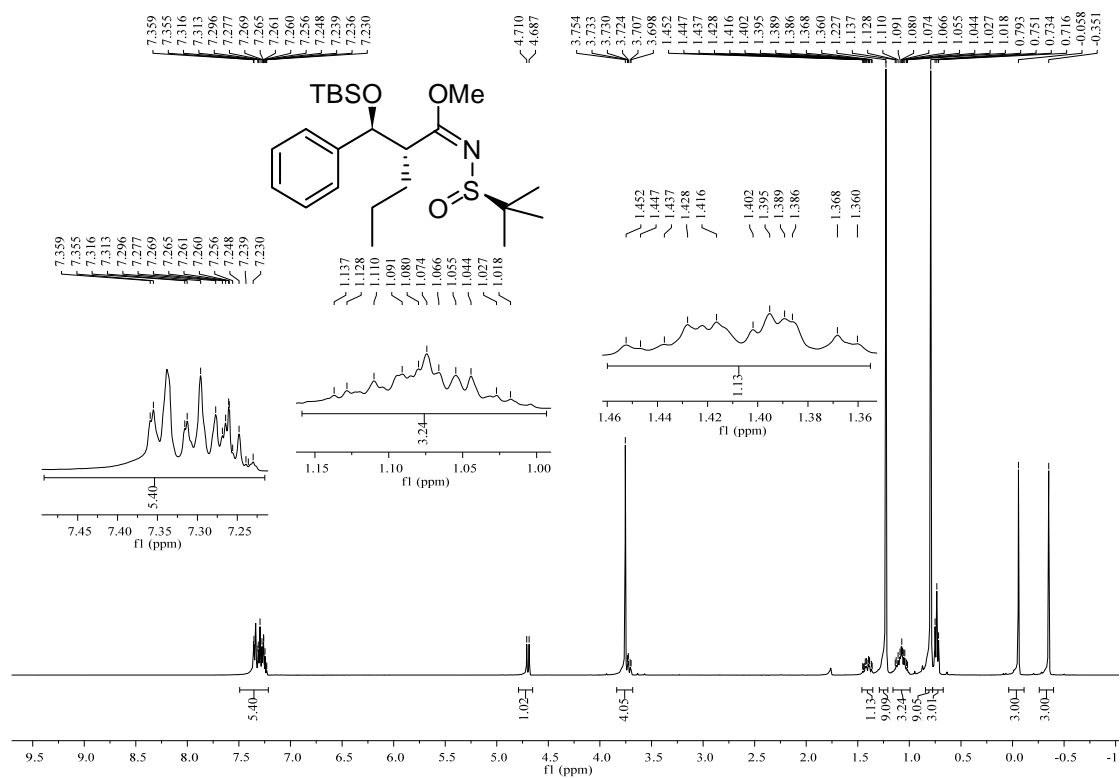 7.359 7.355 7.316 7.313 7.296 7.277 7.269 7.265 7.261 7.260 7.256 7.248 7.239 7.236 7.230 4.710 4.687 3.754 3.733 3.730 3.724 3.707 3.698 1.452 1.447 1.437 1.428 1.416 1.402 1.395 1.389 1.386 1.368 1.360 1.227 1.137 1.128 1.110 1.091 1.080 1.074 1.066 1.055 1.044 1.027 1.018 0.793 0.751 0.734 0.716 -0.058 -0.351
TBSO OMe
N
S
O
1.452 1.447 1.437 1.428 1.416 1.402 1.395 1.389 1.386 1.368 1.360
7.359 7.355 7.316 7.313 7.296 7.277 7.269 7.265 7.261 7.260 7.256 7.248 7.239 7.230
1.137 1.128 1.110 1.091 1.080 1.074 1.066 1.055 1.044 1.027 1.018
1.13
1.46 1.44 1.42 1.40 1.38 1.36
f1 (ppm)
3.24
1.15 1.10 1.05 1.00
f1 (ppm)
5.40
7.45 7.40 7.35 7.30 7.25
f1 (ppm)
5.40 1.02 4.05 1.13 9.09 3.24 9.05 3.01 3.00 3.00
9.5 9.0 8.5 8.0 7.5 7.0 6.5 6.0 5.5 5.0 4.5 4.0 3.5 3.0 2.5 2.0 1.5 1.0 0.5 0.0 -0.5 -1
f1 (ppm)